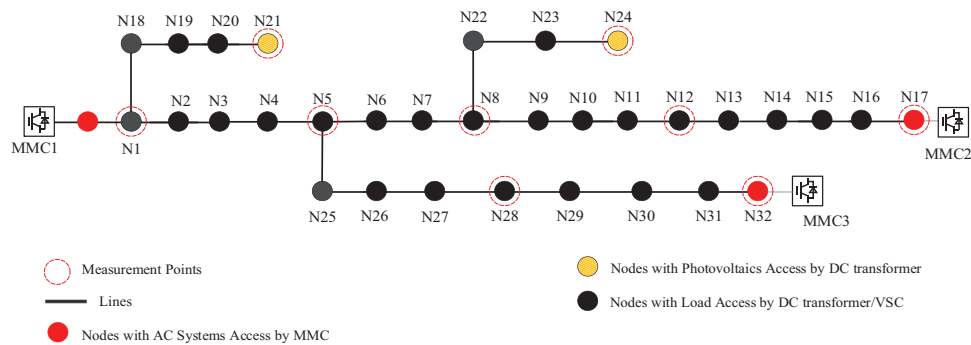 N18 N19 N20 N21 N22 N23 N24
N2 N3 N4 N5 N6 N7 N8 N9 N10 N11 N12 N13 N14 N15 N16 N17
MMC1 N1 MMC2
N25 N26 N27 N28 N29 N30 N31 N32 MMC3
Measurement Points
Lines
Nodes with AC Systems Access by MMC
Nodes with Photovoltaics Access by DC transformer
Nodes with Load Access by DC transformer/VSC